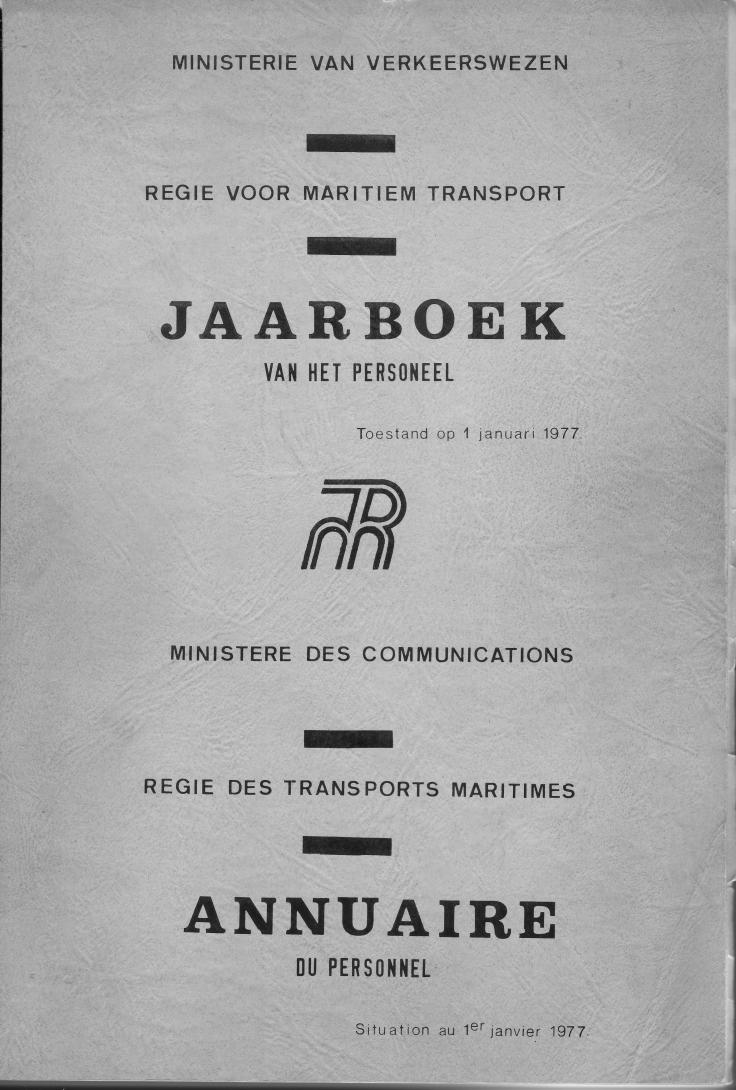 MINISTERIE VAN VERKEERSWEZEN
REGIE VOOR MARITIEM TRANSPORT
JAARBOEK
VAN HET PERSONEEL
Toestand op 1 januari 1977.
MINISTERE DES COMMUNICATIONS
REGIE DES TRANSPORTS MARITIMES
ANNUAIRE
DU PERSONNEL
Situation au 1er janvier 1977.